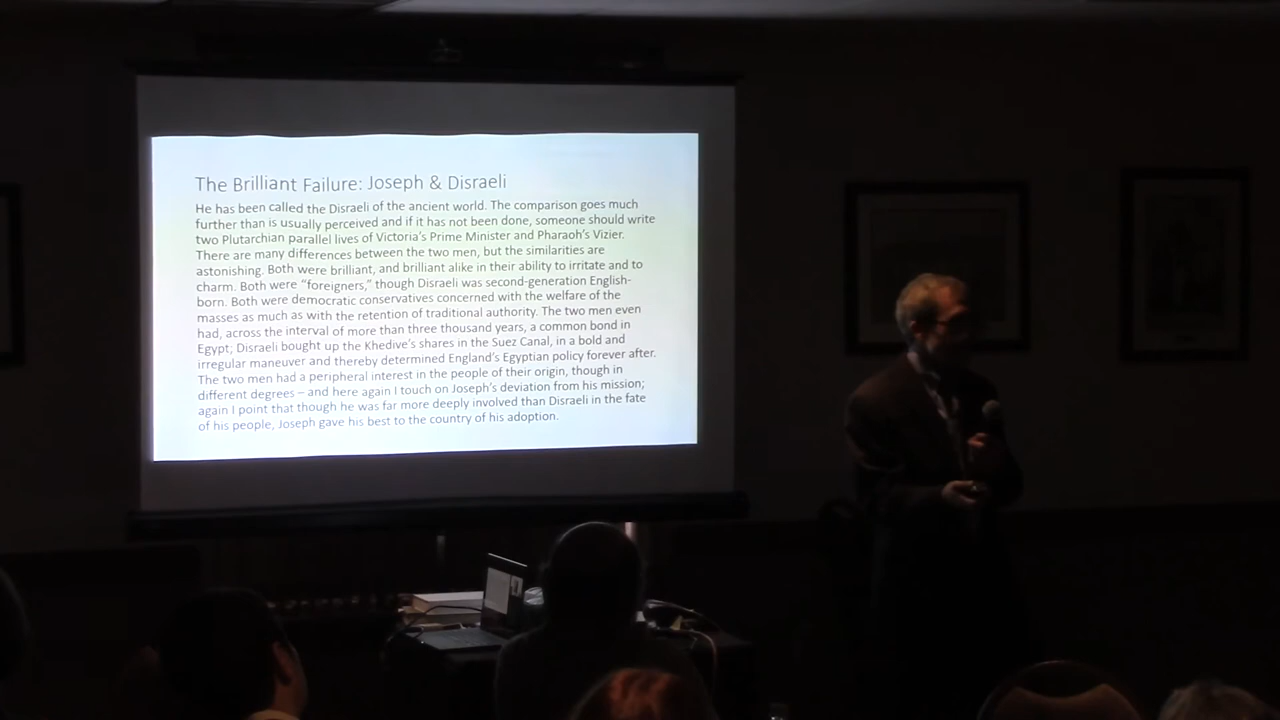 The Brilliant Failure: Joseph & Disraeli
He has been called the Disraeli of the ancient world. The comparison goes much
further than is usually perceived and if it has not been done, someone should write
two Plutarchian parallel lives of Victoria's Prime Minister and Pharaoh's Vizier.
There are many differences between the two men, but the similarities are
astonishing. Both were brilliant, and brilliant alike in their ability to irritate and to
charm. Both were "foreigners," though Disraeli was second-generation English-
born. Both were democratic conservatives concerned with the welfare of the
masses as much as with the retention of traditional authority. The two men even
had, across the interval of more than three thousand years, a common bond in
Egypt; Disraeli bought up the Khedive's shares in the Suez Canal, in a bold and
irregular maneuver and thereby determined England's Egyptian policy forever after.
The two men had a peripheral interest in the people of their origin, though in
different degrees – and here again I touch on Joseph's deviation from his mission;
again I point that though he was far more deeply involved than Disraeli in the fate
of his people, Joseph gave his best to the country of his adoption.